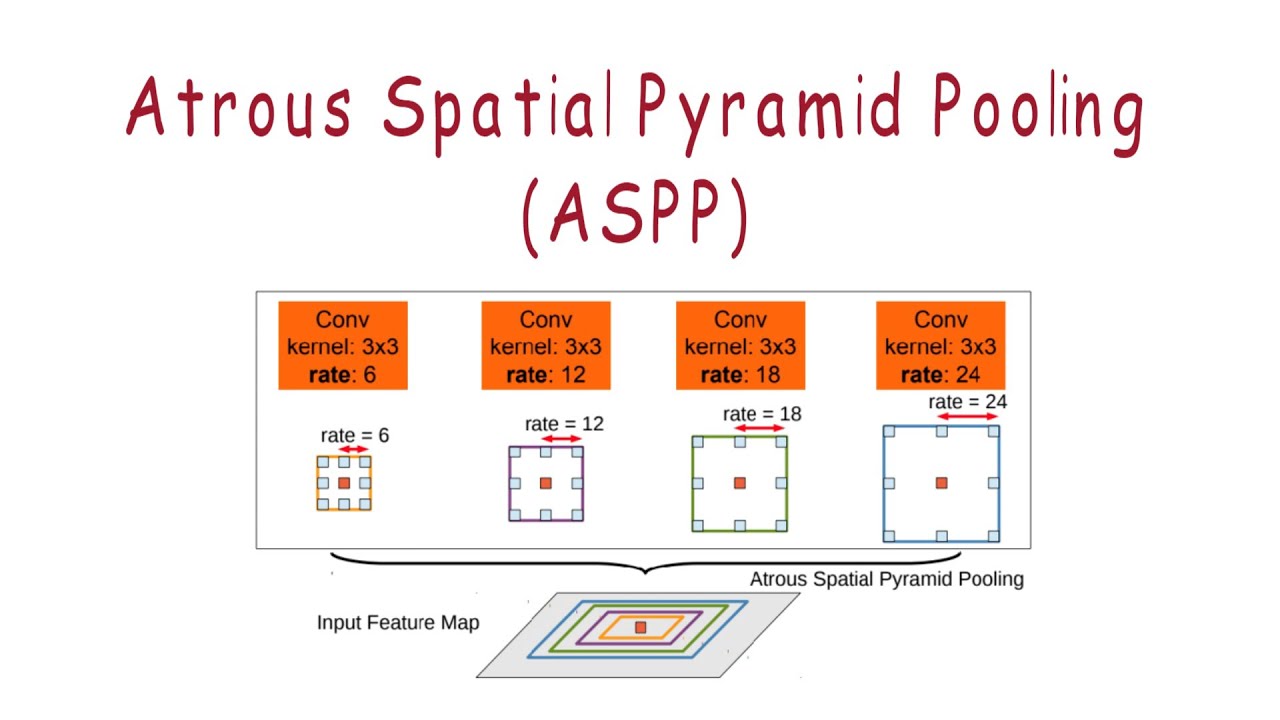 Atrous Spatial Pyramid Pooling
(ASPP)
Conv
kernel: 3x3
rate: 6
Conv
kernel: 3x3
rate: 12
Conv
kernel: 3x3
rate: 18
Conv
kernel: 3x3
rate: 24
rate = 6
rate = 12
rate = 18
rate = 24
Atrous Spatial Pyramid Pooling
Input Feature Map